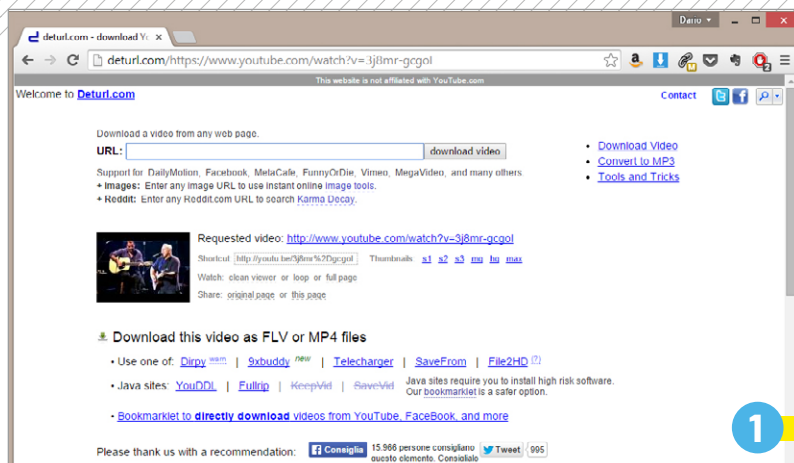 Dario
deturl.com - download Yo
deturl.com/https://www.youtube.com/watch?v=3j8mr-gcgoI
This website is not affiliated with YouTube.com
Welcome to Deturl.com
Contact
Download a video from any web page.
URL: download video
Support for DailyMotion, Facebook, MetaCafe, FunnyOrDie, Vimeo, MegaVideo, and many others
+ Images: Enter any image URL to use instant online image tools.
+ Reddit: Enter any Reddit.com URL to search Karma Decay.
• Download Video
• Convert to MP3
• Tools and Tricks
Requested video: http://www.youtube.com/watch?v=3j8mr-gcgoI
Shortcut http://youtu.be/3j8mr%2DgcgoI Thumbnails s1 s2 s3 mq hq max
Watch: clean viewer or loop or full page
Share: original page or this page
Download this video as FLV or MP4 files
• Use one of: Dirpy warn | 9xbuddy new | Telecharger | SaveFrom | File2HD (?)
• Java sites: YouDDL | Fullrip | KeepVid | SaveVid Java sites require you to install high risk software.
Our bookmarklet is a safer option.
• Bookmarklet to directly download videos from YouTube, FaceBook, and more
Please thank us with a recommendation: Consiglia 15.966 persone consigliano Tweet 995
questo elemento. Consiglialo
1